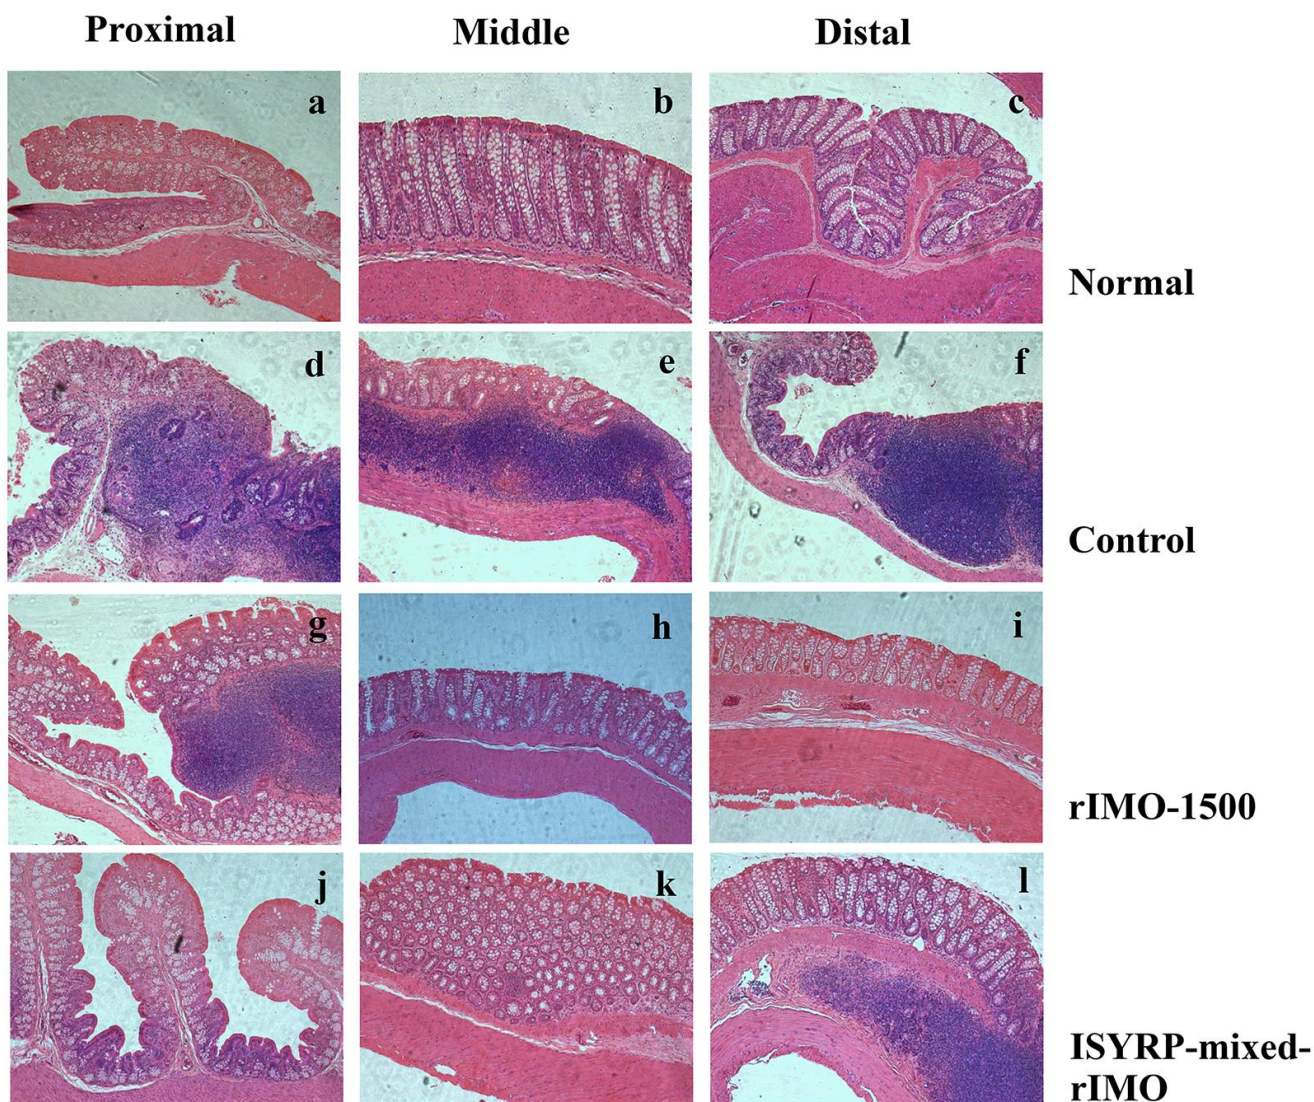 Proximal Middle Distal
a b c
Normal
d e f
Control
g h i
rIMO-1500
j k l
ISYRP-mixed-
rIMO